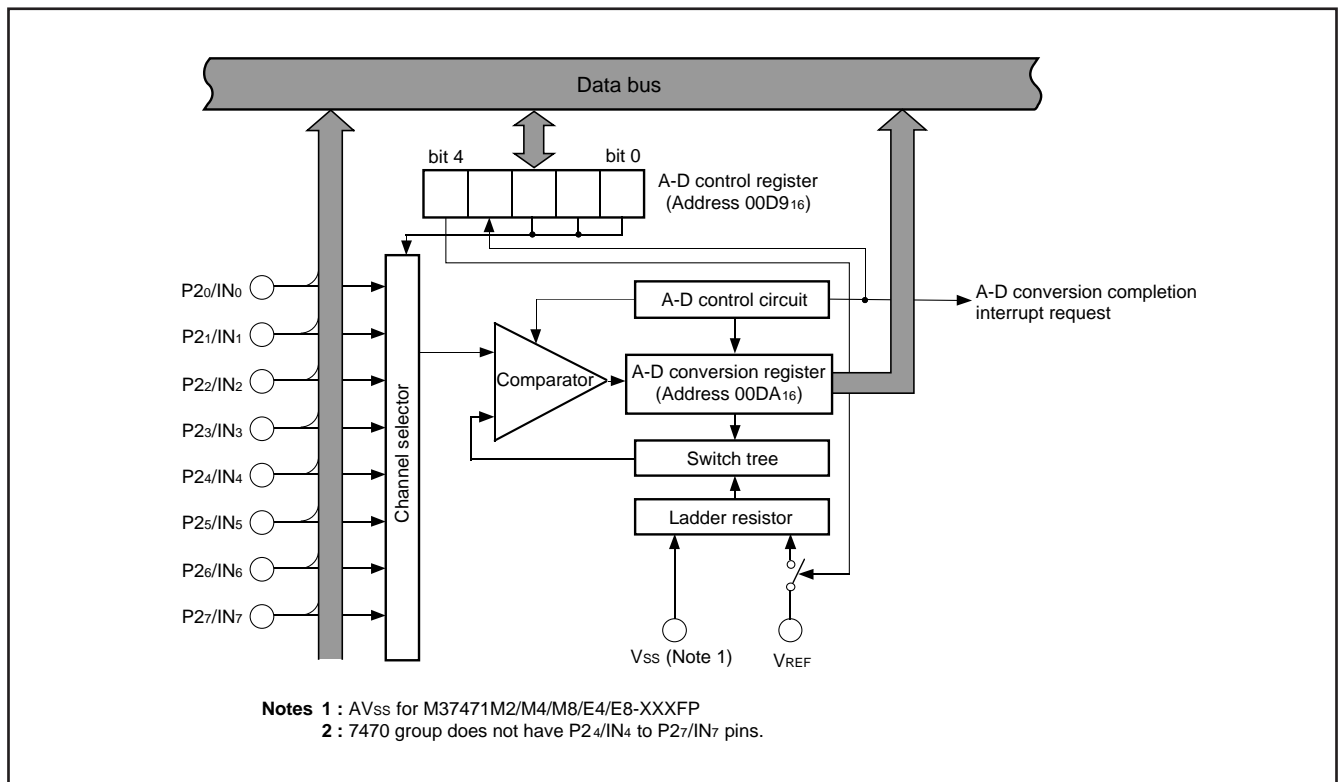 Data bus
bit 4
bit 0
A-D control register
(Address 00D916)
P20/IN0
P21/IN1
P22/IN2
P23/IN3
P24/IN4
P25/IN5
P26/IN6
P27/IN7
Channel selector
Comparator
A-D control circuit
A-D conversion register
(Address 00DA16)
Switch tree
Ladder resistor
A-D conversion completion
interrupt request
VSS (Note 1)
VREF
Notes 1 : AVSS for M37471M2/M4/M8/E4/E8-XXXFP
2 : 7470 group does not have P24/IN4 to P27/IN7 pins.